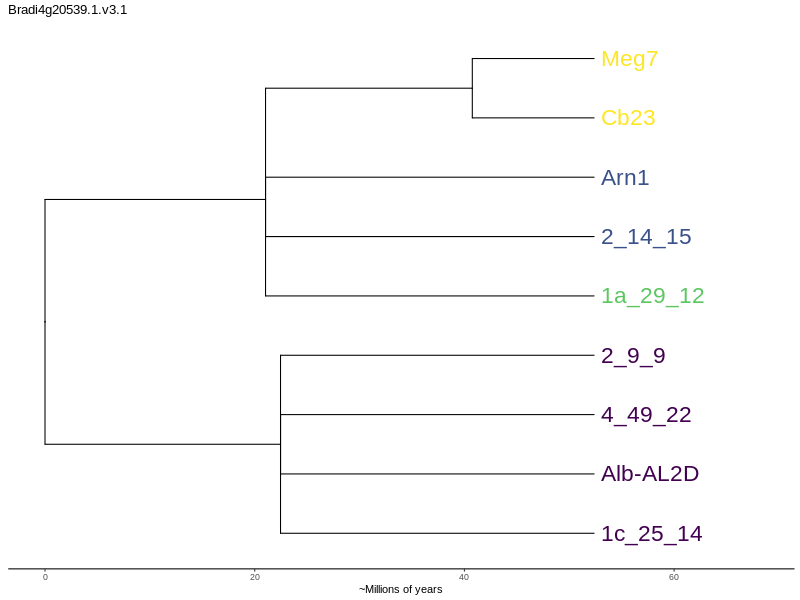 Bradi4g20539.1.v3.1
Meg7
Cb23
Arn1
2_14_15
1a_29_12
2_9_9
4_49_22
Alb-AL2D
1c_25_14
0 20 40 60
~Millions of years